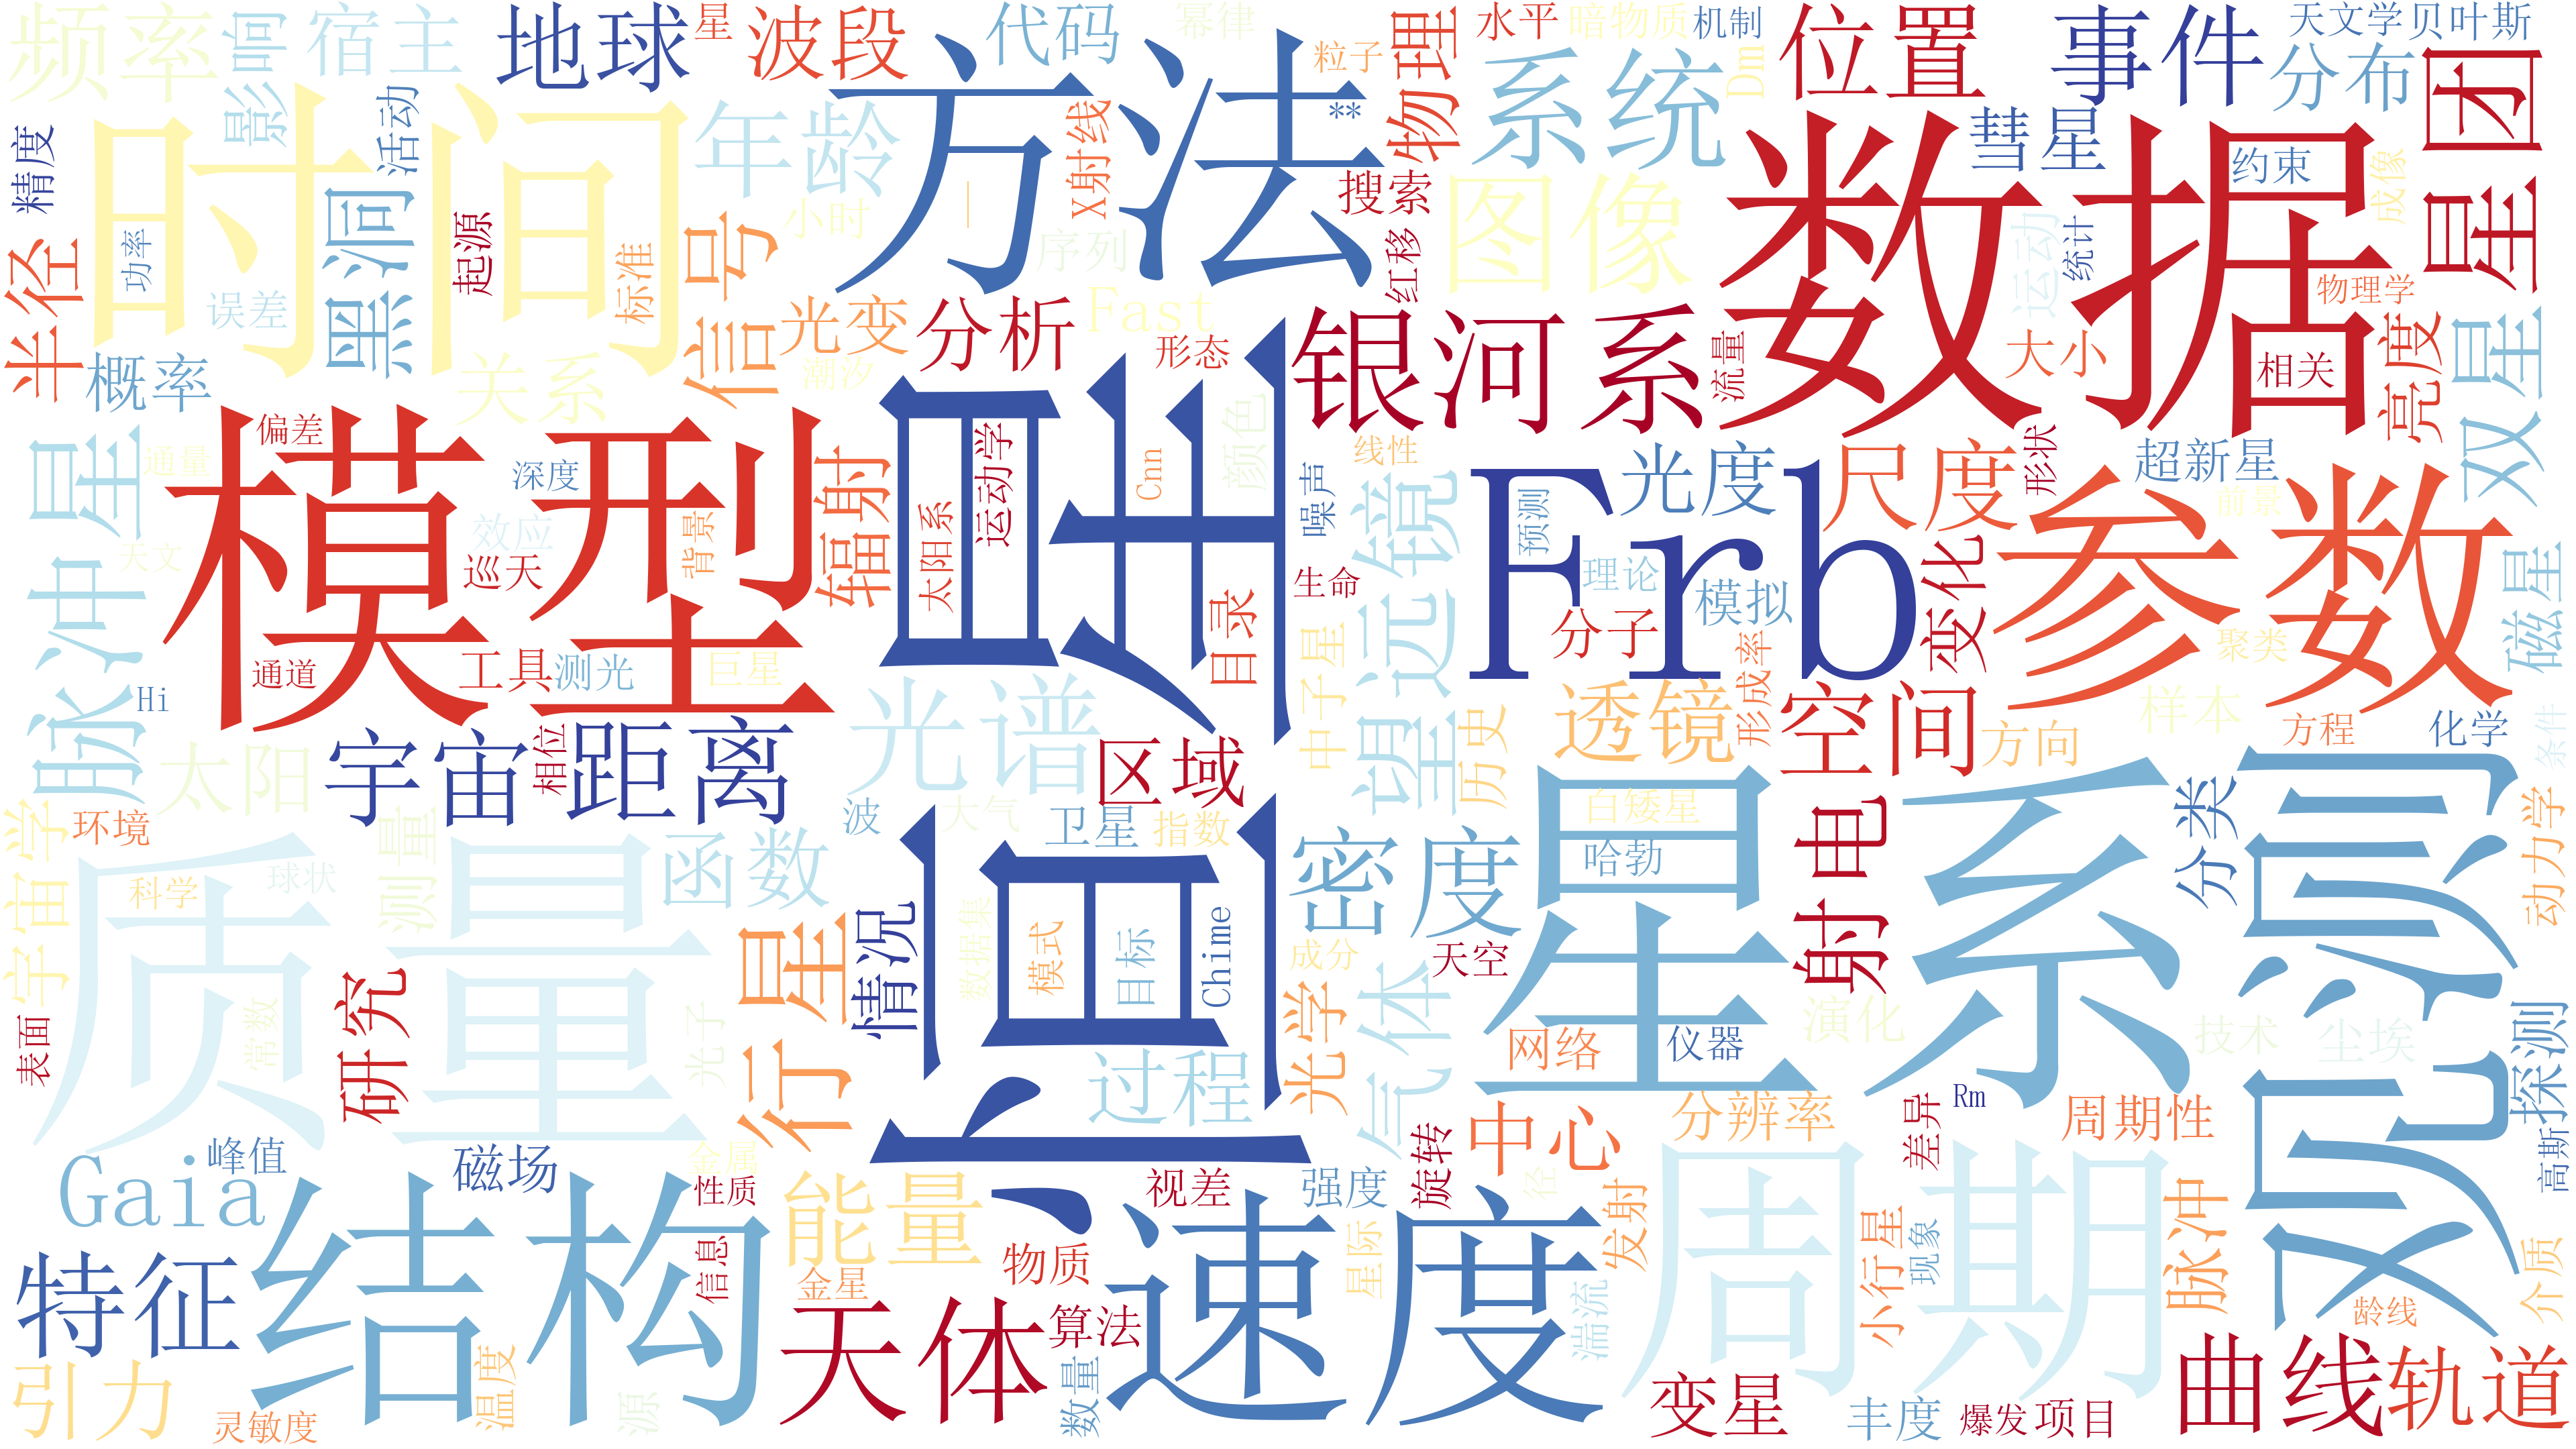 频率
影响
宿主
地球
星
波段
代码
幂律
粒子
物理
水平
暗物质
机制
Dm
位置
事件
天文学
贝叶斯
分布
星团
时间
精度
黑洞
活动
年龄
方法
X射线
**
系统
搜索
图像
数据
彗星
约束
成像
半径
功率
误差
起源
标准
信号
小时
一
序列
光变
Fast
分析
形态
潮汐
红移
银河系
流量
运动
统计
物理学
大小
相关
亮度
双星
概率
关系
脉冲星
通量
天文
偏差
模型
深度
效应
巡天
背景
辐射
太阳系
运动学
恒星
Cnn
颜色
线性
噪声
望远镜
Frb
光度
尺度
形状
超新星
前景
参数
预测
理论
模拟
分子
变化
生命
目录
聚类
磁星
通道
工具
测光
巨星
Hi
太阳
宇宙
相位
距离
光谱
区域
中子星
历史
透镜
形成率
空间
方向
样本
方程
化学
条件
宇宙学
环境
测量
函数
波
大气
卫星
指数
白矮星
哈勃
密度
射电
星系
分类
观测
动力学
质量
科学
球状
行星
情况
数据集
模式
目标
Chime
成分
天空
气体
光学
网络
仪器
演化
技术
尘埃
探测
表面
常数
研究
光子
过程
分辨率
中心
差异
Rm
周期性
高斯
Gaia
峰值
磁场
金属
性质
能量
视差
强度
旋转
径
周期
结构
特征
信息
金星
物质
速度
星际
发射
湍流
小行星
现象
脉冲
介质
龄线
引力
灵敏度
温度
源
天体
算法
数量
变星
丰度
爆发
项目
曲线
轨道